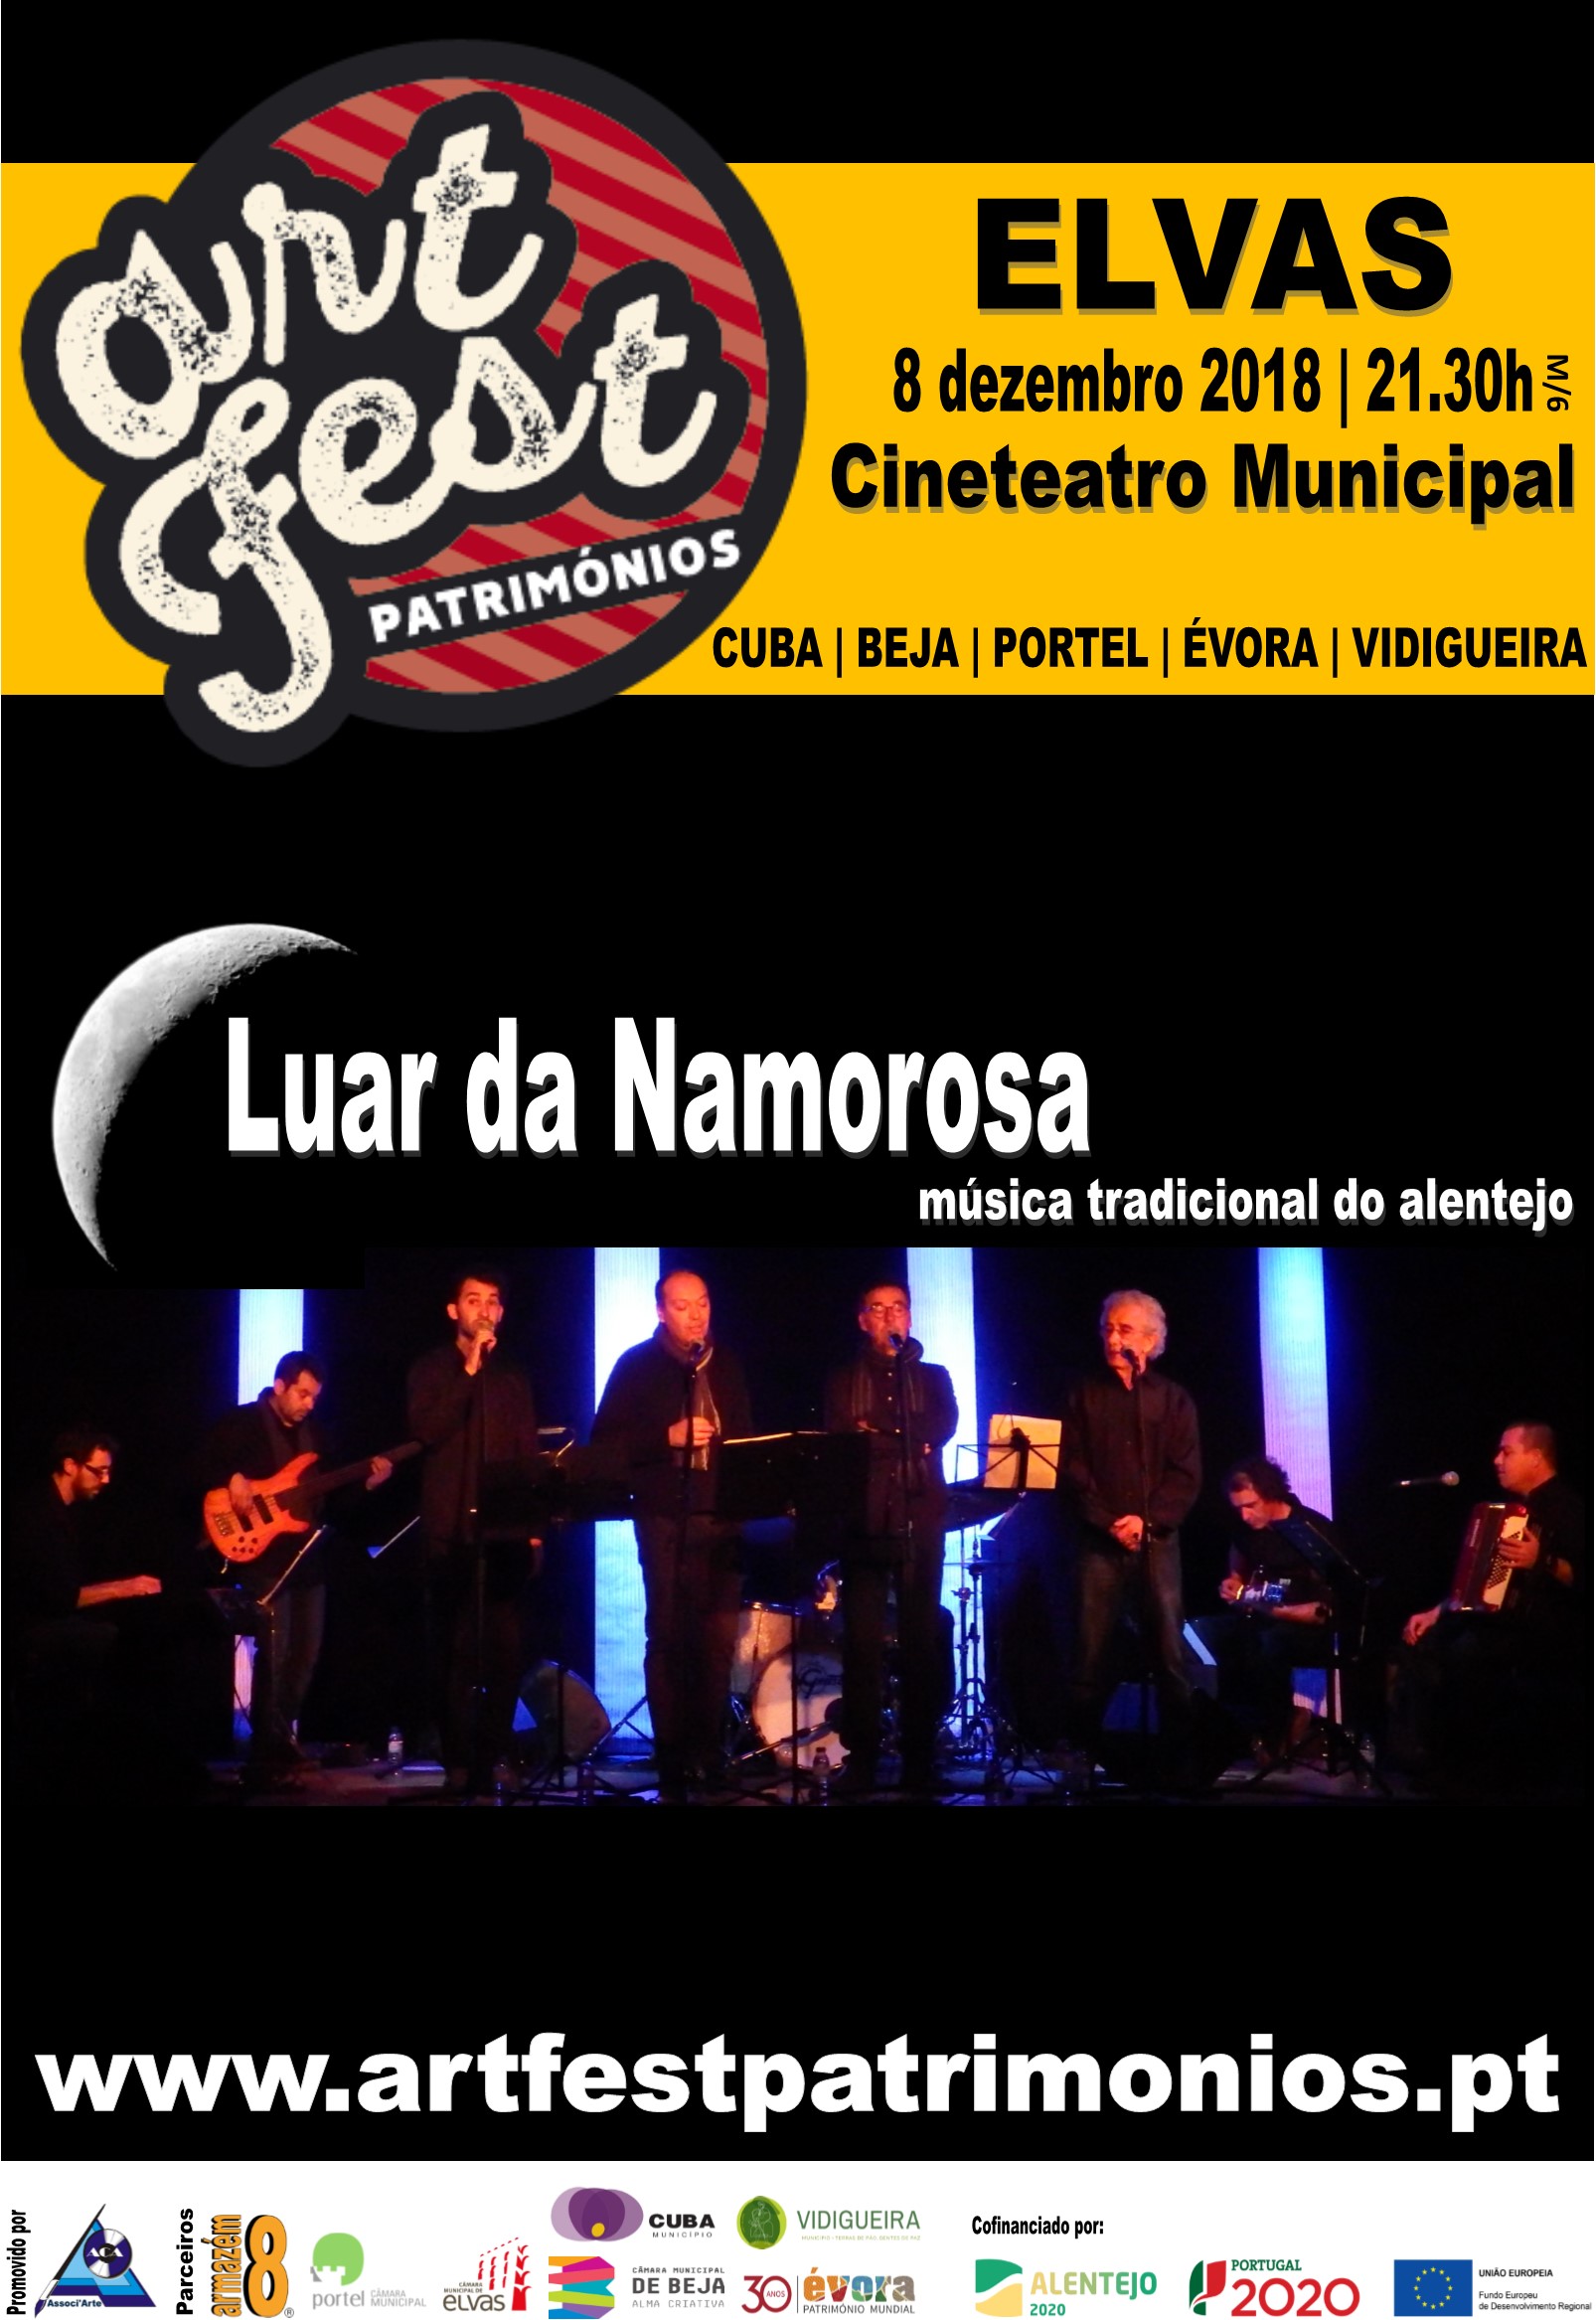 art
fest
PATRIMÓNIOS
ELVAS
8 dezembro 2018 | 21.30h
M/6
Cineteatro Municipal
CUBA | BEJA | PORTEL | ÉVORA | VIDIGUEIRA
Luar da Namorosa
música tradicional do alentejo
www.artfestpatrimonios.pt
Promovido por
ACA
Associ'Arte
Parceiros
armazém
8
®
portel
CÂMARA
MUNICIPAL
CÂMARA
MUNICIPAL DE
elvas
CUBA
MUNICÍPIO
CÂMARA MUNICIPAL
DE BEJA
ALMA CRIATIVA
VIDIGUEIRA
30
ANOS
évora
PATRIMÓNIO MUNDIAL
Cofinanciado por:
ALENTEJO
2020
PORTUGAL
2020
UNIÃO EUROPEIA
Fundo Europeu
de Desenvolvimento Regional